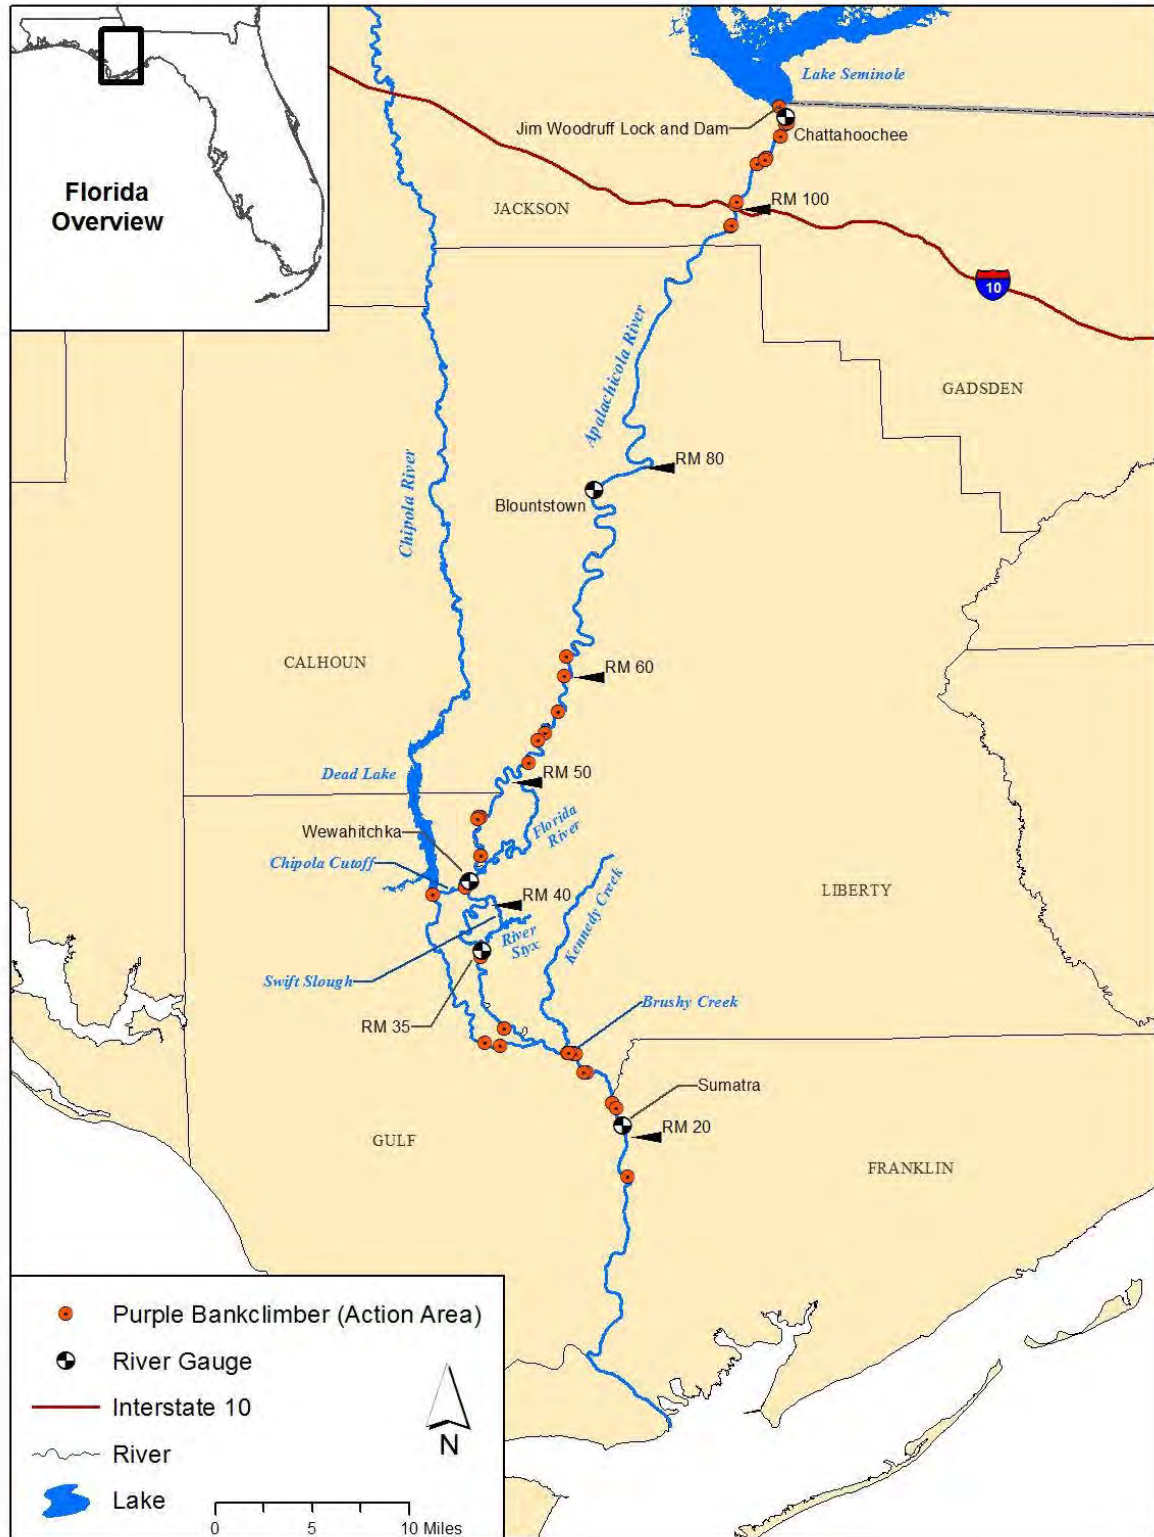 Florida
Overview
Lake Seminole
Jim Woodruff Lock and Dam
Chattahoochee
RM 100
JACKSON
10
Apalachicola River
GADSDEN
RM 80
Blountstown
Chipola River
CALHOUN
RM 60
Dead Lake
RM 50
Wewahitchka
Florida
River
Chipola Cutoff
RM 40
LIBERTY
Kennedy Creek
River
Styx
Swift Slough
Brushy Creek
RM 35
Sumatra
RM 20
GULF
FRANKLIN
Purple Bankclimber (Action Area)
River Gauge
Interstate 10
River
Lake
N
0 5 10 Miles